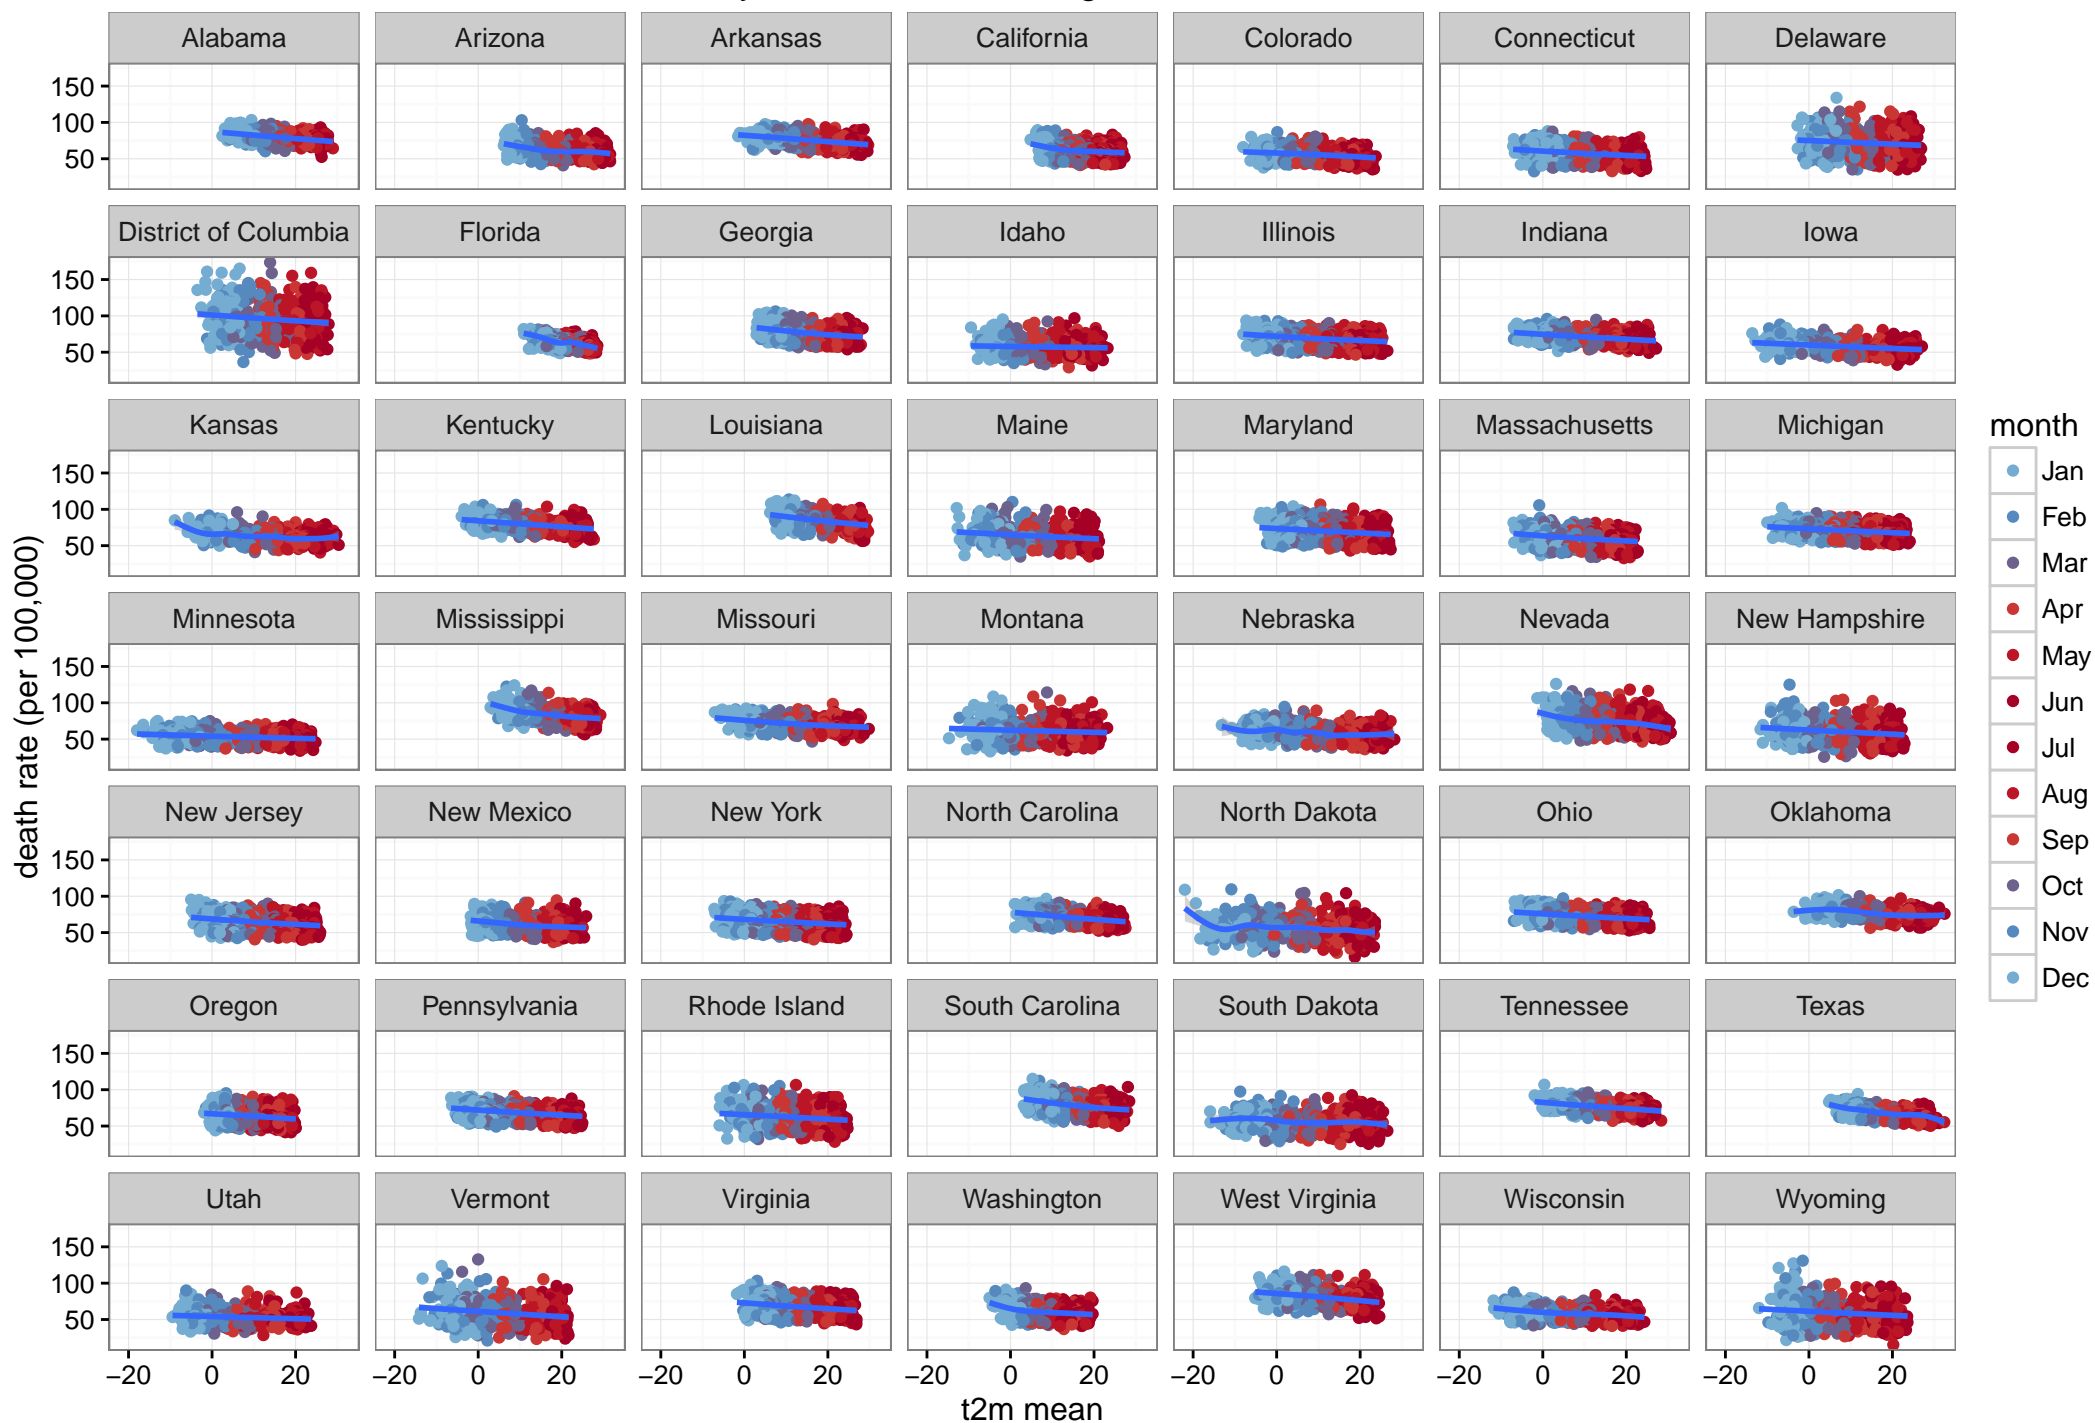 Alabama Arizona Arkansas California Colorado Connecticut Delaware
150
100
50
District of Columbia Florida Georgia Idaho Illinois Indiana Iowa
150
100
50
Kansas Kentucky Louisiana Maine Maryland Massachusetts Michigan
150
100
50
Minnesota Mississippi Missouri Montana Nebraska Nevada New Hampshire
150
100
50
New Jersey New Mexico New York North Carolina North Dakota Ohio Oklahoma
150
100
50
Oregon Pennsylvania Rhode Island South Carolina South Dakota Tennessee Texas
150
100
50
Utah Vermont Virginia Washington West Virginia Wisconsin Wyoming
150
100
50
−20 0 20 −20 0 20 −20 0 20 −20 0 20 −20 0 20 −20 0 20 −20 0 20
t2m mean
death rate (per 100,000)
month
Jan
Feb
Mar
Apr
May
Jun
Jul
Aug
Sep
Oct
Nov
Dec